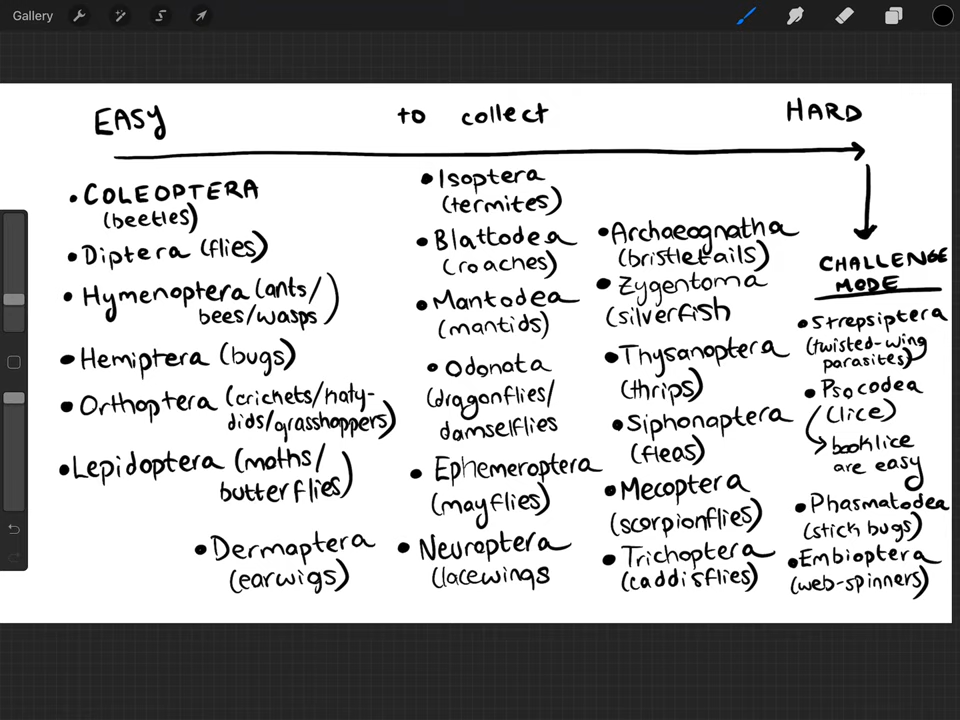 Gallery
EASY to collect HARD
• COLEOPTERA
(beetles)
• Diptera (flies)
• Hymenoptera (ants/
bees/wasps)
• Hemiptera (bugs)
• Orthoptera (crickets/katy-
dids/grasshoppers)
• Lepidoptera (moths/
butterflies)
• Dermaptera
(earwigs)
• Isoptera
(termites)
• Blattodea
(roaches)
• Mantodea
(mantids)
• Odonata
(dragonflies/
damselflies
• Ephemeroptera
(mayflies)
• Neuroptera
(lacewings
• Archaeognatha
(bristletails)
• Zygentoma
(silverfish
• Thysanoptera
(thrips)
• Siphonaptera
(fleas)
• Mecoptera
(scorpionflies)
• Trichoptera
(caddisflies)
CHALLENGE
MODE
• Strepsiptera
(twisted-wing
parasites)
• Psocodea
(lice)
booklice
are easy
• Phasmatodea
(stick bugs)
• Embioptera
(web-spinners)